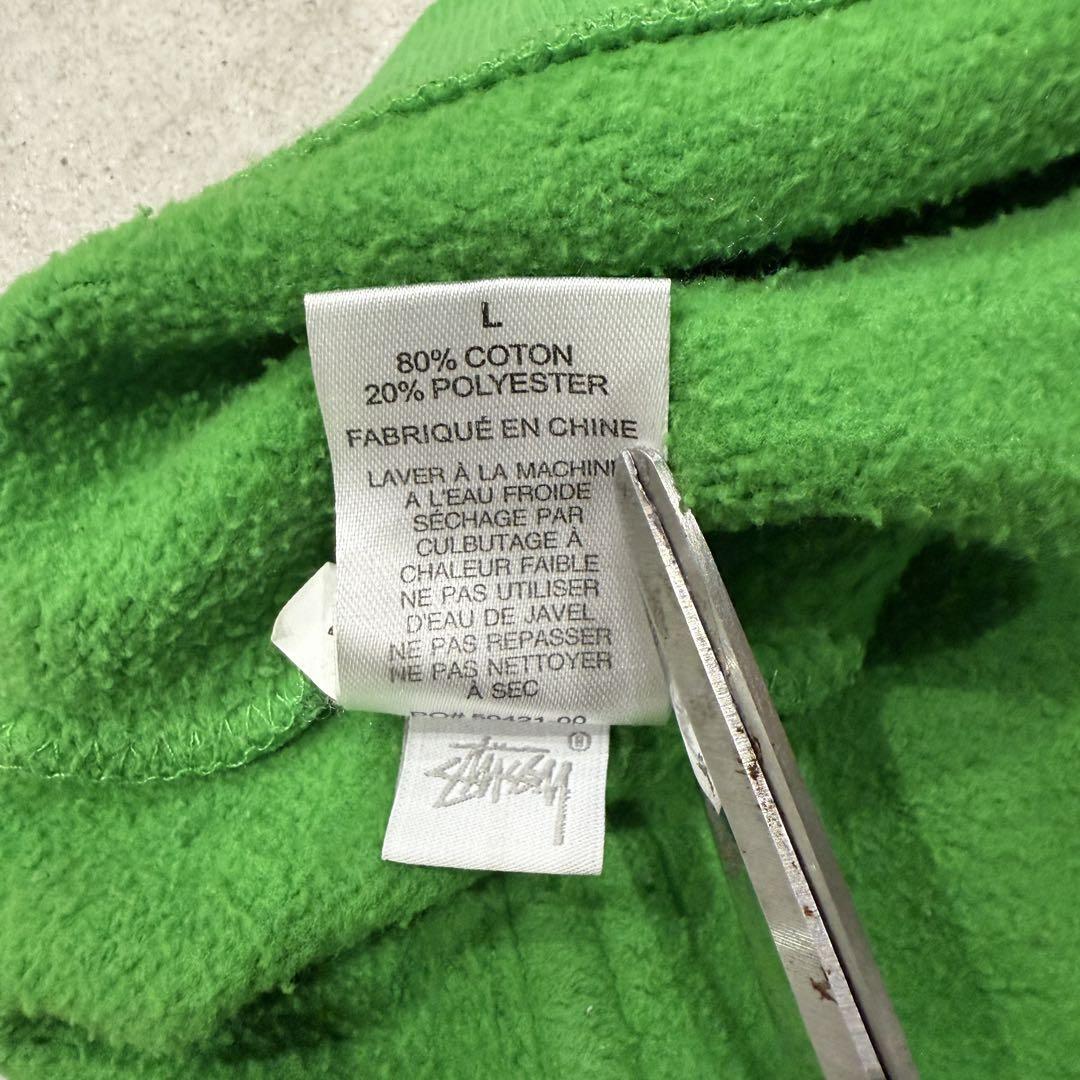 L
80% COTON
20% POLYESTER
FABRIQUÉ EN CHINE
LAVER À LA MACHINE
A L'EAU FROIDE
SÉCHAGE PAR
CULBUTAGE À
CHALEUR FAIBLE
NE PAS UTILISER
D'EAU DE JAVEL
NE PAS REPASSER
NE PAS NETTOYER
À SEC
STÜSSY ®